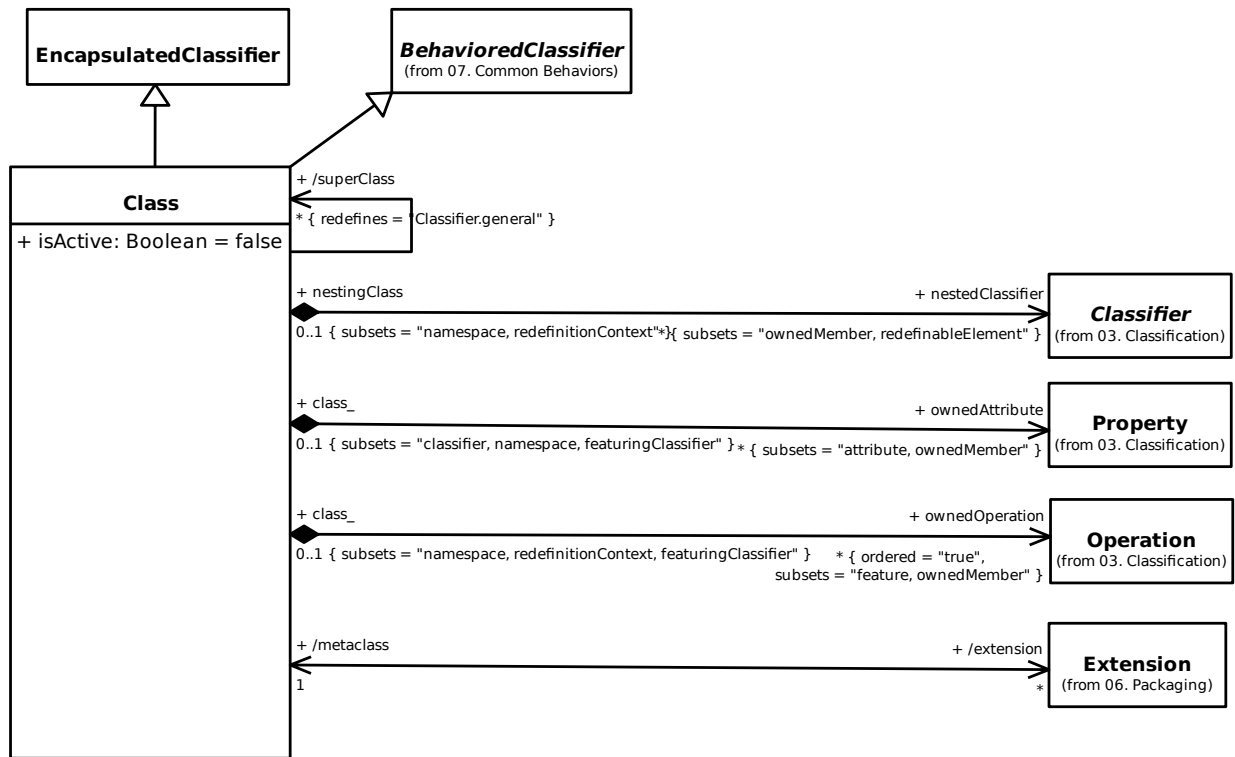 EncapsulatedClassifier
BehavioredClassifier
(from 07. Common Behaviors)
Class
+ isActive: Boolean = false
+ /superClass
* { redefines = "Classifier.general" }
+ nestingClass
+ nestedClassifier
0..1 { subsets = "namespace, redefinitionContext" }
* { subsets = "ownedMember, redefinableElement" }
Classifier
(from 03. Classification)
+ class_
+ ownedAttribute
0..1 { subsets = "classifier, namespace, featuringClassifier" }
* { subsets = "attribute, ownedMember" }
Property
(from 03. Classification)
+ class_
+ ownedOperation
0..1 { subsets = "namespace, redefinitionContext, featuringClassifier" }
* { ordered = "true",
subsets = "feature, ownedMember" }
Operation
(from 03. Classification)
+ /metaclass
+ /extension
1
*
Extension
(from 06. Packaging)